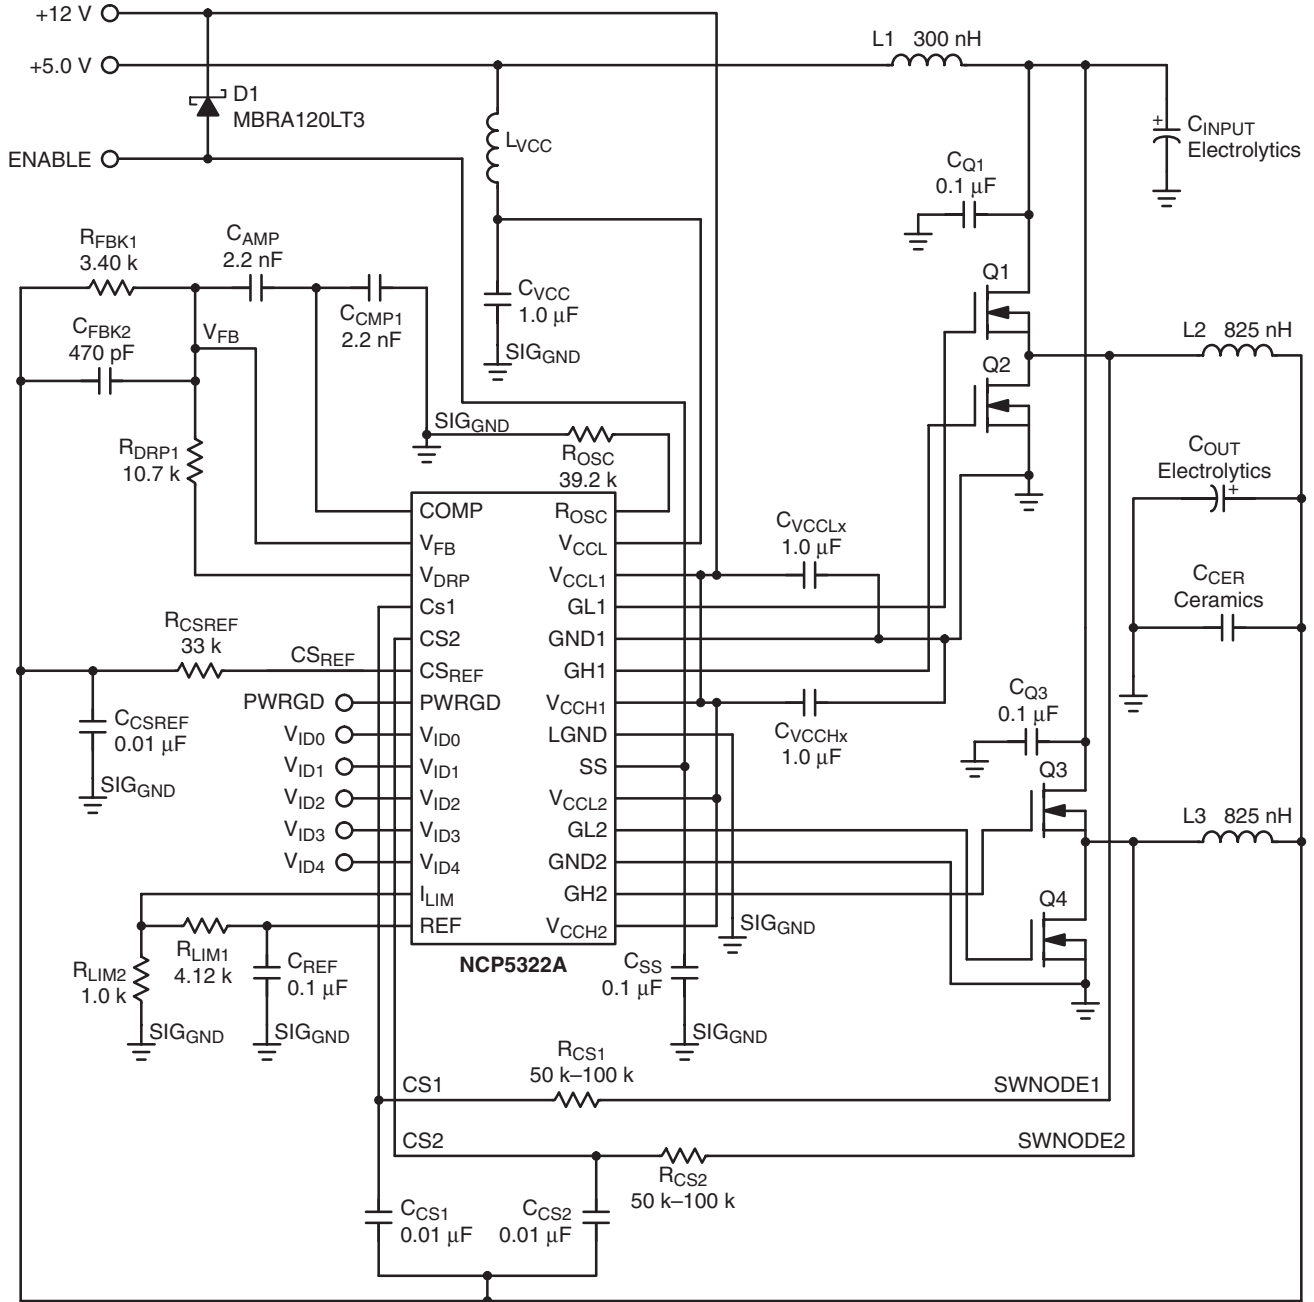 +12 V
+5.0 V
ENABLE
D1
MBRA120LT3
L1 300 nH
LVCC
CINPUT
Electrolytics
CQ1
0.1 μF
RFBK1
3.40 k
CAMP
2.2 nF
CCMP1
2.2 nF
CVCC
1.0 μF
SIGGND
CFBK2
470 pF
VFB
Q1
Q2
L2 825 nH
RDRP1
10.7 k
SIGGND
ROSC
39.2 k
COUT
Electrolytics
+
+
CCER
Ceramics
COMP
VFB
VDRP
Cs1
CS2
CSREF
PWRGD
VID0
VID1
VID2
VID3
VID4
ILIM
REF
ROSC
VCCL
VCCL1
GL1
GND1
GH1
VCCH1
LGND
SS
VCCL2
GL2
GND2
GH2
VCCH2
NCP5322A
CVCCLx
1.0 μF
CVCCHx
1.0 μF
RCSREF
33 k
CSREF
CCSREF
0.01 μF
SIGGND
PWRGD
VID0
VID1
VID2
VID3
VID4
CQ3
0.1 μF
Q3
Q4
L3 825 nH
RLIM1
4.12 k
RLIM2
1.0 k
CREF
0.1 μF
SIGGND
SIGGND
SIGGND
CSS
0.1 μF
SIGGND
RCS1
50 k–100 k
CS1
SWNODE1
CS2
SWNODE2
RCS2
50 k–100 k
CCS1
0.01 μF
CCS2
0.01 μF